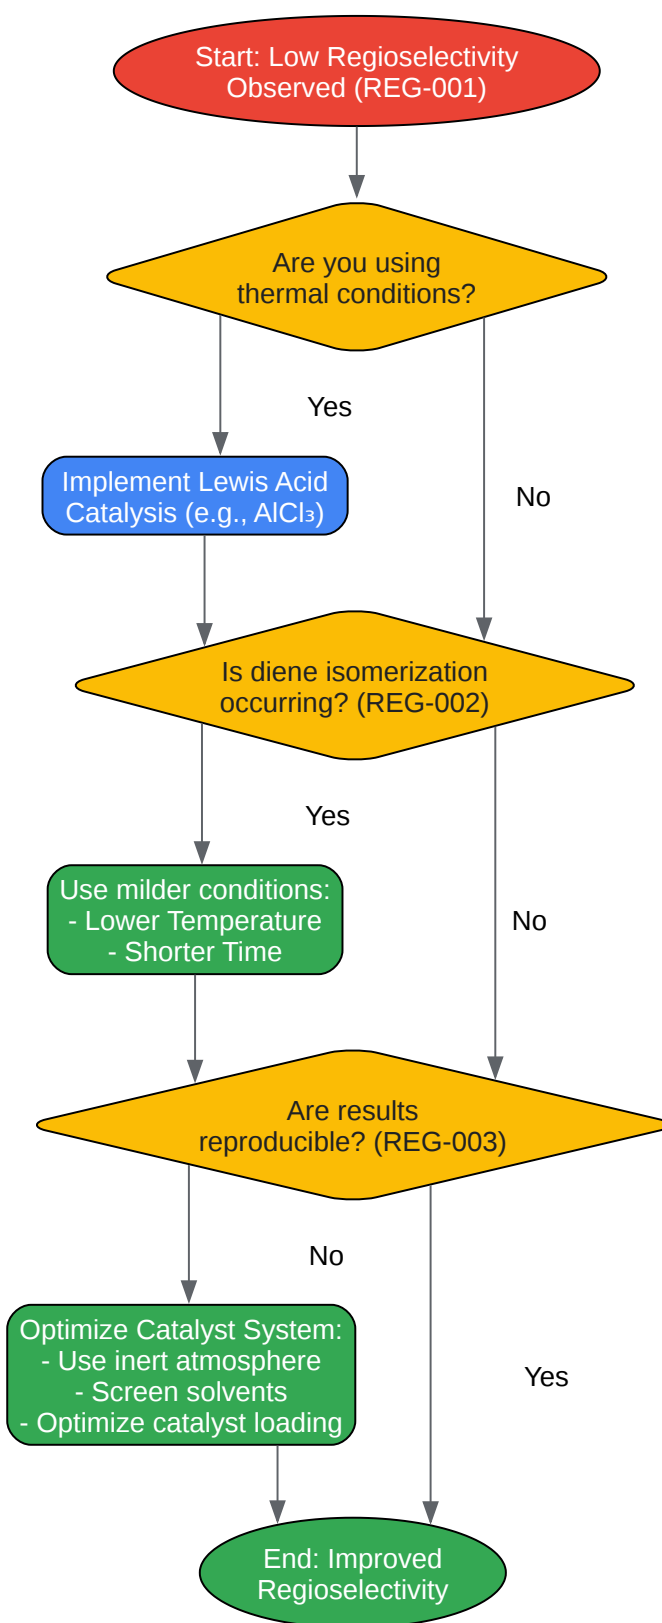 Start: Low Regioselectivity
Observed (REG-001)
Are you using
thermal conditions?
Yes
Implement Lewis Acid
Catalysis (e.g., AlCl₃)
No
Is diene isomerization
occurring? (REG-002)
Yes
Use milder conditions:
- Lower Temperature
- Shorter Time
No
Are results
reproducible? (REG-003)
No
Optimize Catalyst System:
- Use inert atmosphere
- Screen solvents
- Optimize catalyst loading
Yes
End: Improved
Regioselectivity